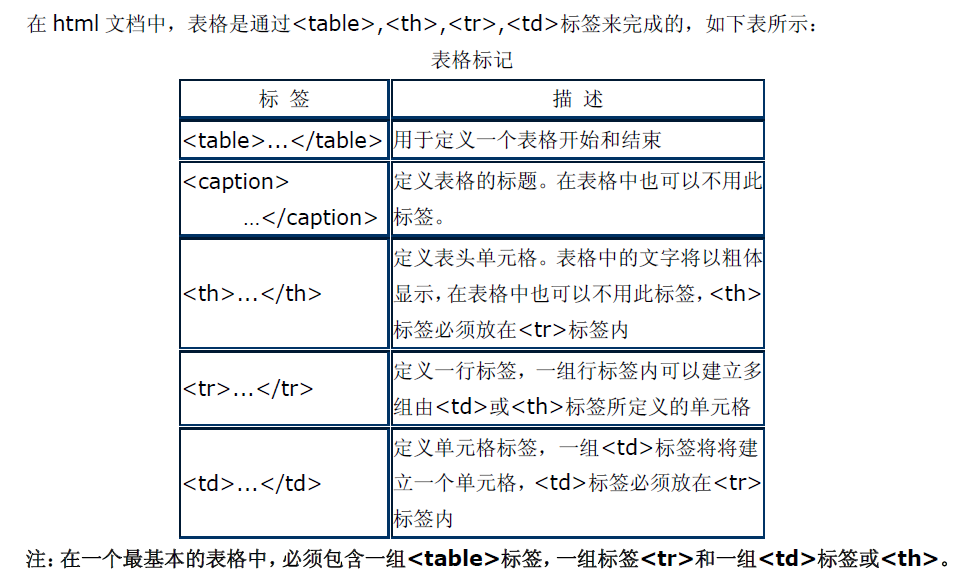 在 html 文档中，表格是通过<table>,<th>,<tr>,<td>标签来完成的，如下表所示：
表格标记
标 签 描 述
<table>...</table> 用于定义一个表格开始和结束
<caption> 定义表格的标题。在表格中也可以不用此
...</caption> 标签。
定义表头单元格。表格中的文字将以粗体
<th>...</th> 显示，在表格中也可以不用此标签，<th>
标签必须放在<tr>标签内
<tr>...</tr> 定义一行标签，一组行标签内可以建立多
组由<td>或<th>标签所定义的单元格
定义单元格标签，一组<td>标签将将建
<td>...</td> 立一个单元格，<td>标签必须放在<tr>
标签内
注：在一个最基本的表格中，必须包含一组<table>标签，一组标签<tr>和一组<td>标签或<th>。